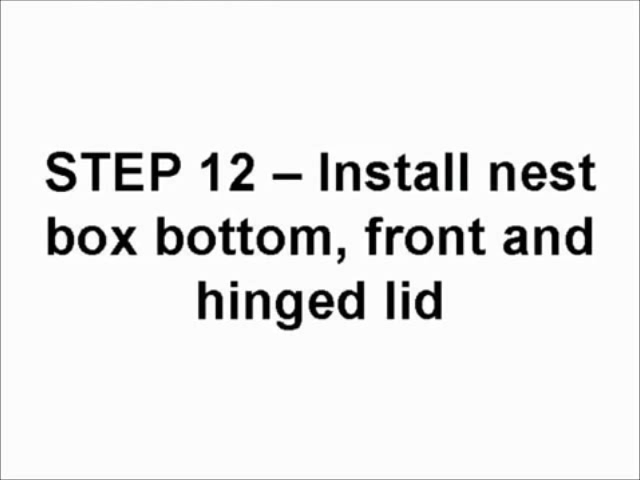 STEP 12 – Install nest
box bottom, front and
hinged lid